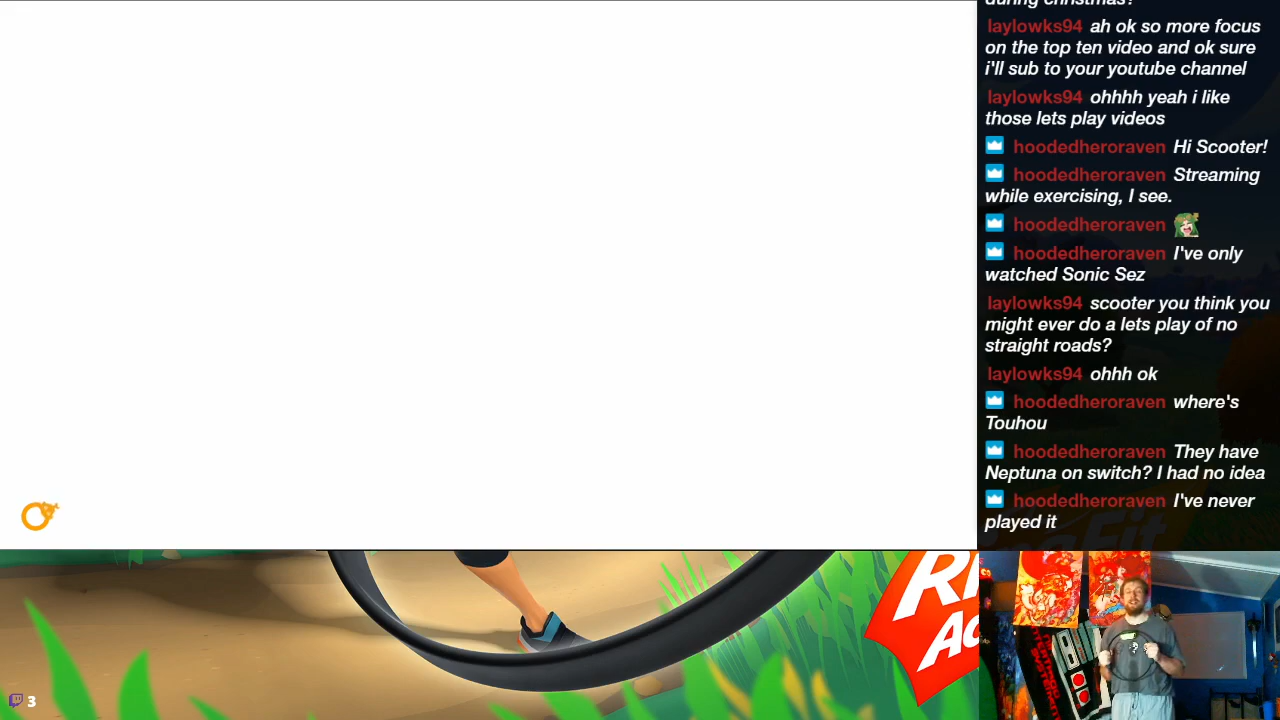 during christmas?
laylowks94 ah ok so more focus
on the top ten video and ok sure
i'll sub to your youtube channel
laylowks94 ohhhh yeah i like
those lets play videos
hoodedheroraven Hi Scooter!
hoodedheroraven Streaming
while exercising, I see.
hoodedheroraven
hoodedheroraven I've only
watched Sonic Sez
laylowks94 scooter you think you
might ever do a lets play of no
straight roads?
laylowks94 ohhh ok
hoodedheroraven where's
Touhou
hoodedheroraven They have
Neptuna on switch? I had no idea
hoodedheroraven I've never
played it
3